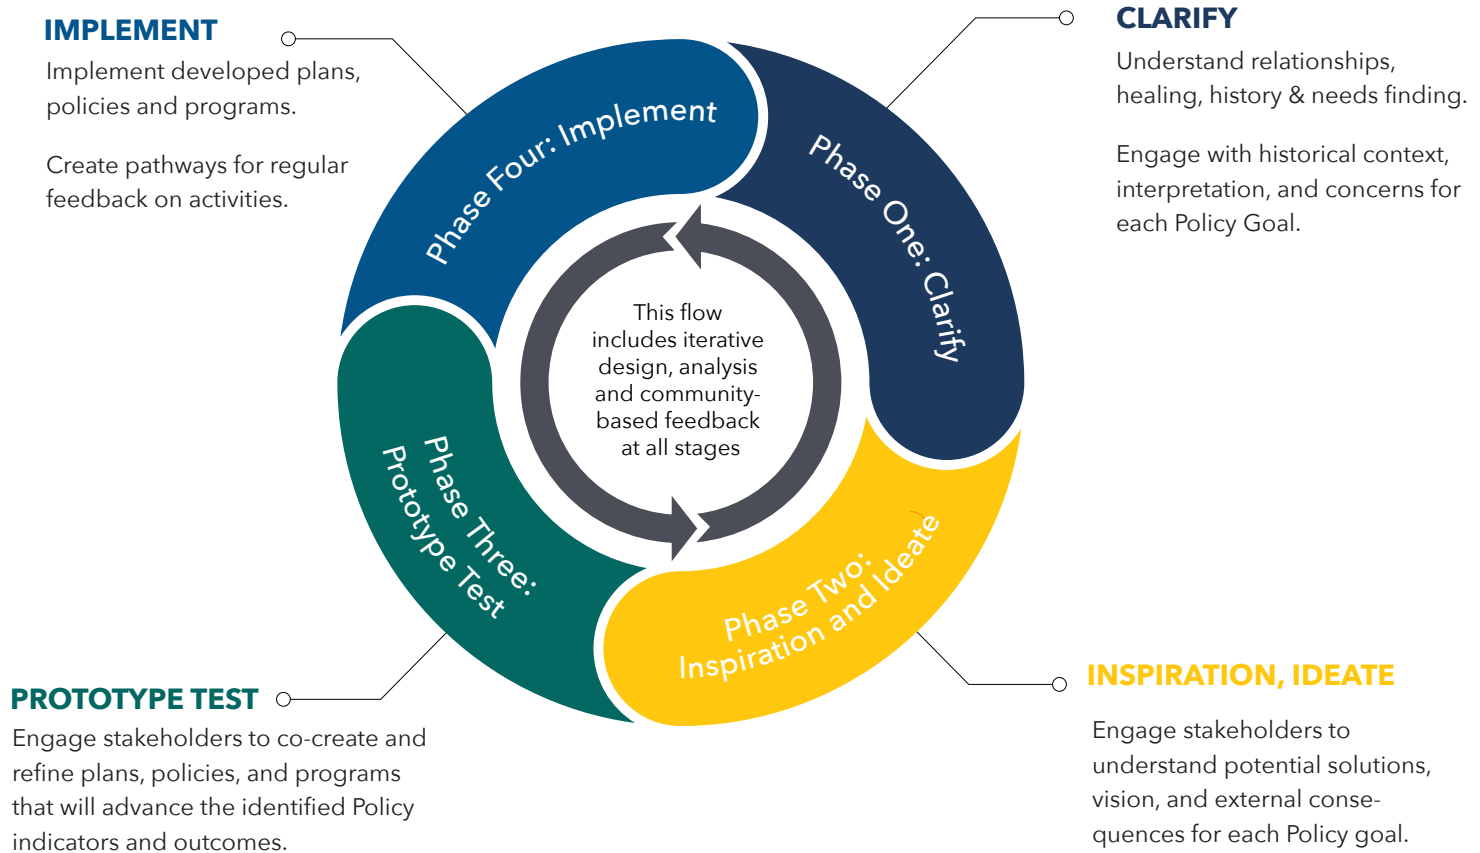 IMPLEMENT
Implement developed plans,
policies and programs.
Create pathways for regular
feedback on activities.
CLARIFY
Understand relationships,
healing, history & needs finding.
Engage with historical context,
interpretation, and concerns for
each Policy Goal.
Phase Four: Implement
Phase One: Clarify
This flow
includes iterative
design, analysis
and community-
based feedback
at all stages
Phase Three:
Prototype Test
Phase Two:
Inspiration and Ideate
PROTOTYPE TEST
Engage stakeholders to co-create and
refine plans, policies, and programs
that will advance the identified Policy
indicators and outcomes.
INSPIRATION, IDEATE
Engage stakeholders to
understand potential solutions,
vision, and external conse-
quences for each Policy goal.